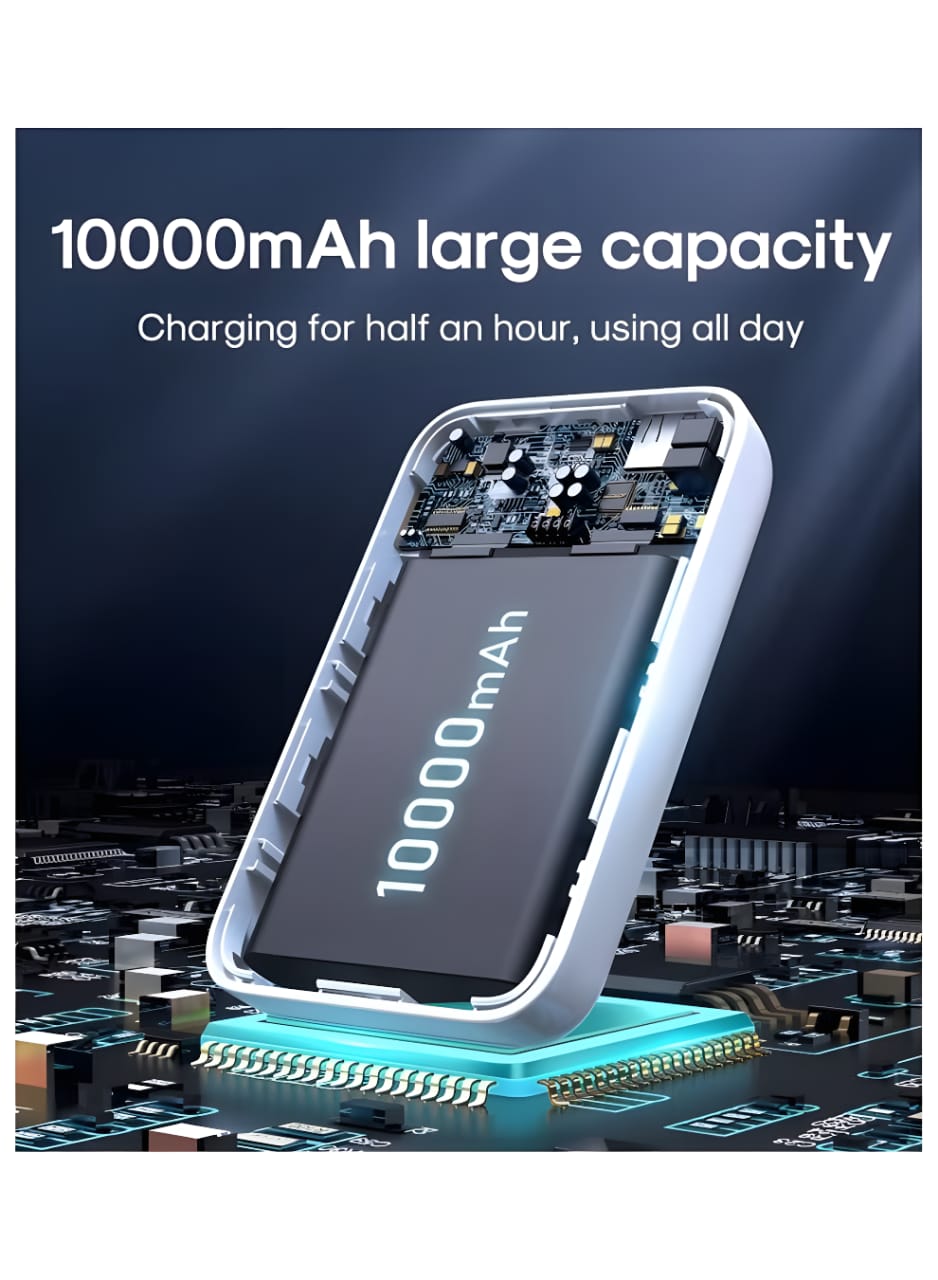 10000mAh large capacity
Charging for half an hour, using all day
10000mAh